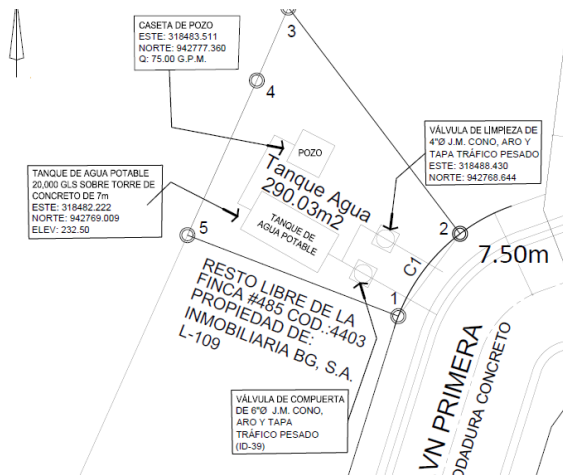 CASETA DE POZO
ESTE: 318483.511
NORTE: 942777.360
Q: 75.00 G.P.M.
3
4
POZO
VÁLVULA DE LIMPIEZA DE
4"Ø J.M. CONO, ARO Y
TAPA TRÁFICO PESADO
ESTE: 318488.430
NORTE: 942768.644
TANQUE DE AGUA POTABLE
20,000 GLS SOBRE TORRE DE
CONCRETO DE 7m
ESTE: 318482.222
NORTE: 942769.009
ELEV: 232.50
Tanque Agua
290.03m2
TANQUE DE
AGUA POTABLE
5
2
7.50m
C1
1
RESTO LIBRE DE LA
FINCA #485 COD.:4403
PROPIEDAD DE:
INMOBILIARIA BG, S.A.
L-109
VÁLVULA DE COMPUERTA
DE 6"Ø J.M. CONO,
ARO Y TAPA
TRÁFICO PESADO
(ID-39)
VN PRIMERA
ODADURA CONCRETO